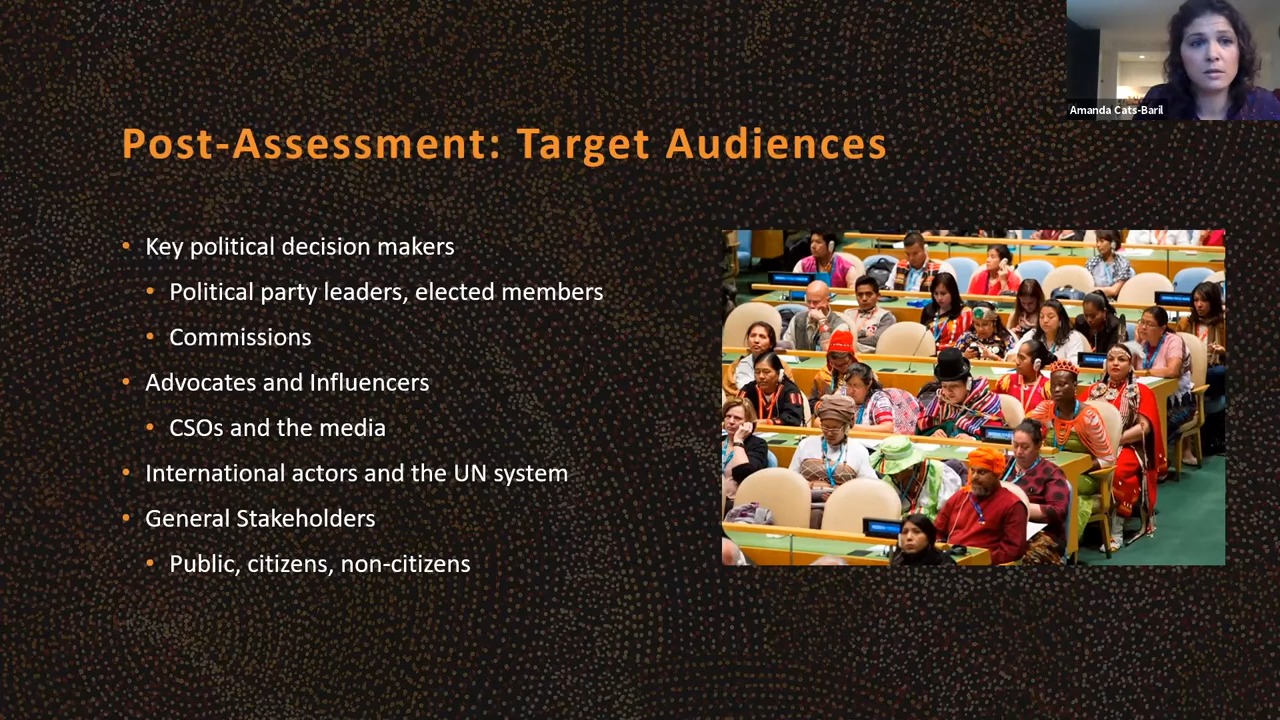 Amanda Cats-Baril
Post-Assessment: Target Audiences
• Key political decision makers
• Political party leaders, elected members
• Commissions
• Advocates and Influencers
• CSOs and the media
• International actors and the UN system
• General Stakeholders
• Public, citizens, non-citizens